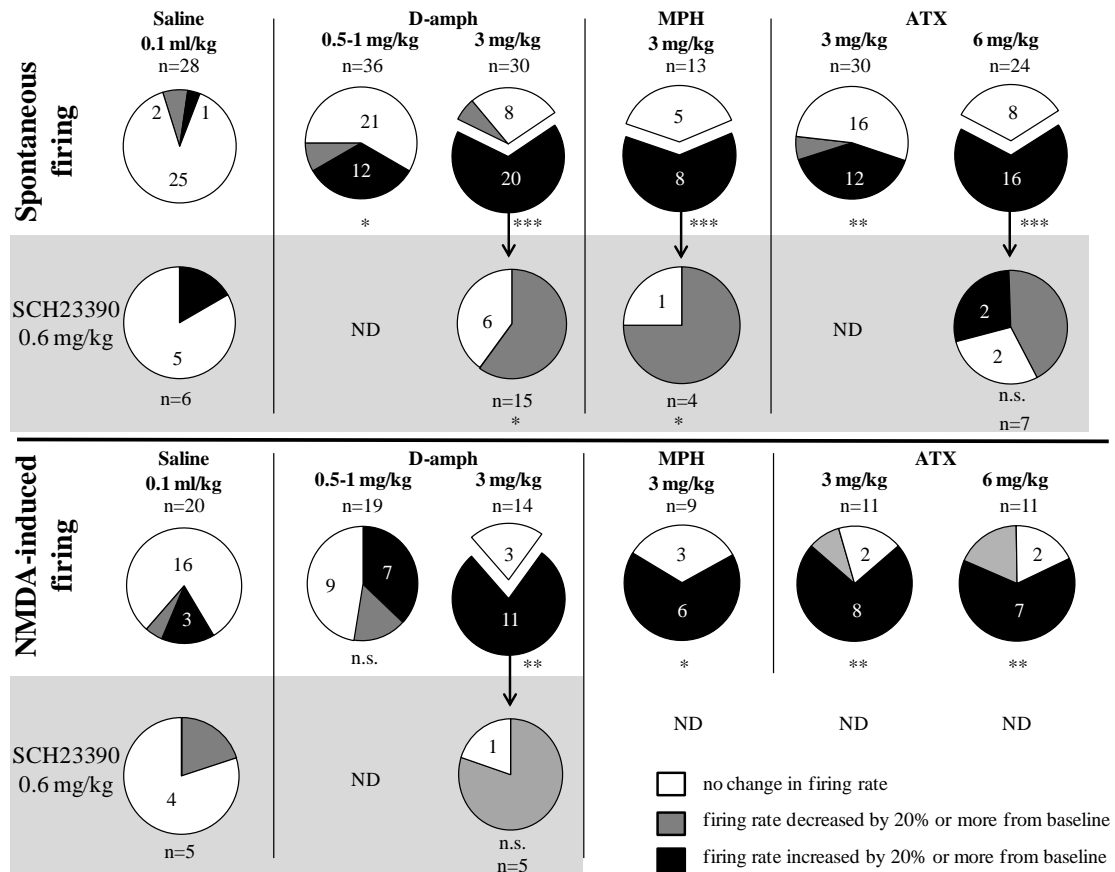 Saline
D-amph
MPH
ATX
0.1 ml/kg
0.5-1 mg/kg
3 mg/kg
3 mg/kg
3 mg/kg
6 mg/kg
n=28
n=36
n=30
n=13
n=30
n=24
Spontaneous
firing
2
1
25
21
12
8
20
5
8
16
12
8
16
*
***
***
**
***
SCH23390
0.6 mg/kg
5
ND
6
1
ND
2
2
n=6
n=15
*
n=4
*
n.s.
n=7
Saline
D-amph
MPH
ATX
0.1 ml/kg
0.5-1 mg/kg
3 mg/kg
3 mg/kg
3 mg/kg
6 mg/kg
n=20
n=19
n=14
n=9
n=11
n=11
NMDA-induced
firing
16
3
9
7
3
11
3
6
2
8
2
7
n.s.
**
*
**
**
SCH23390
0.6 mg/kg
4
ND
1
ND
ND
ND
n=5
n.s.
n=5
no change in firing rate
firing rate decreased by 20% or more from baseline
firing rate increased by 20% or more from baseline